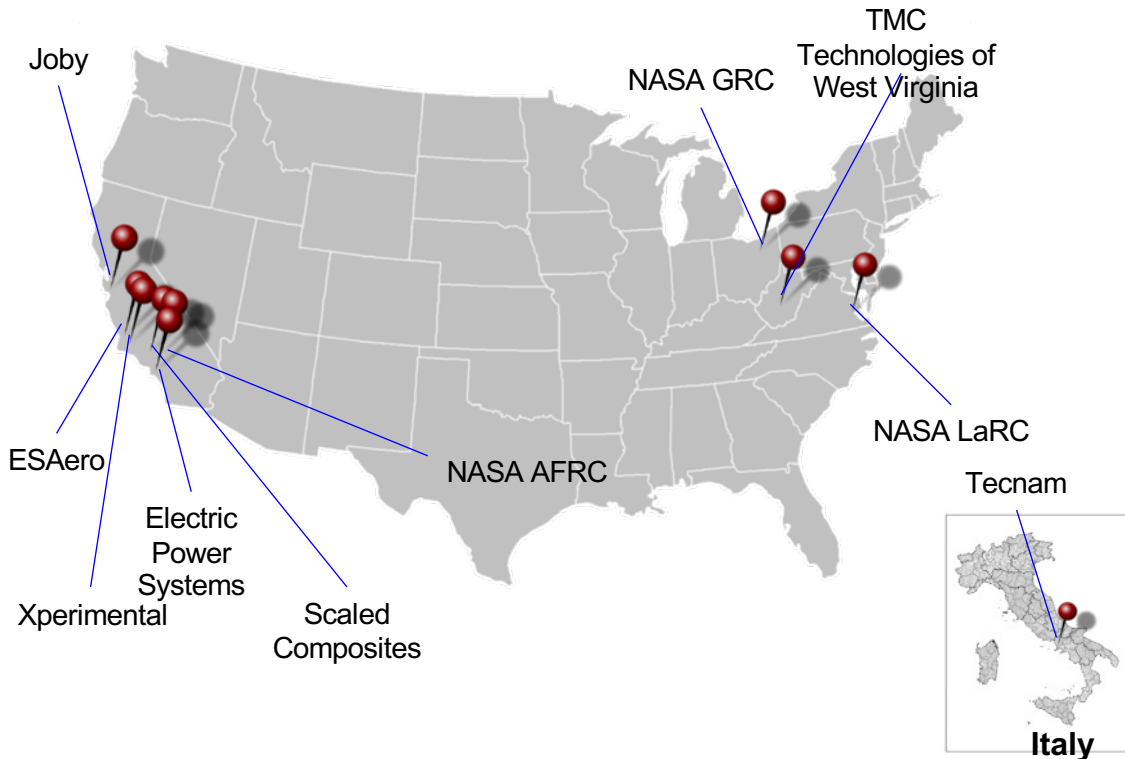 TMC
Technologies of
West Virginia
Joby
NASA GRC
NASA LaRC
ESAero
NASA AFRC
Tecnam
Electric
Power
Systems
Xperimental
Scaled
Composites
Italy